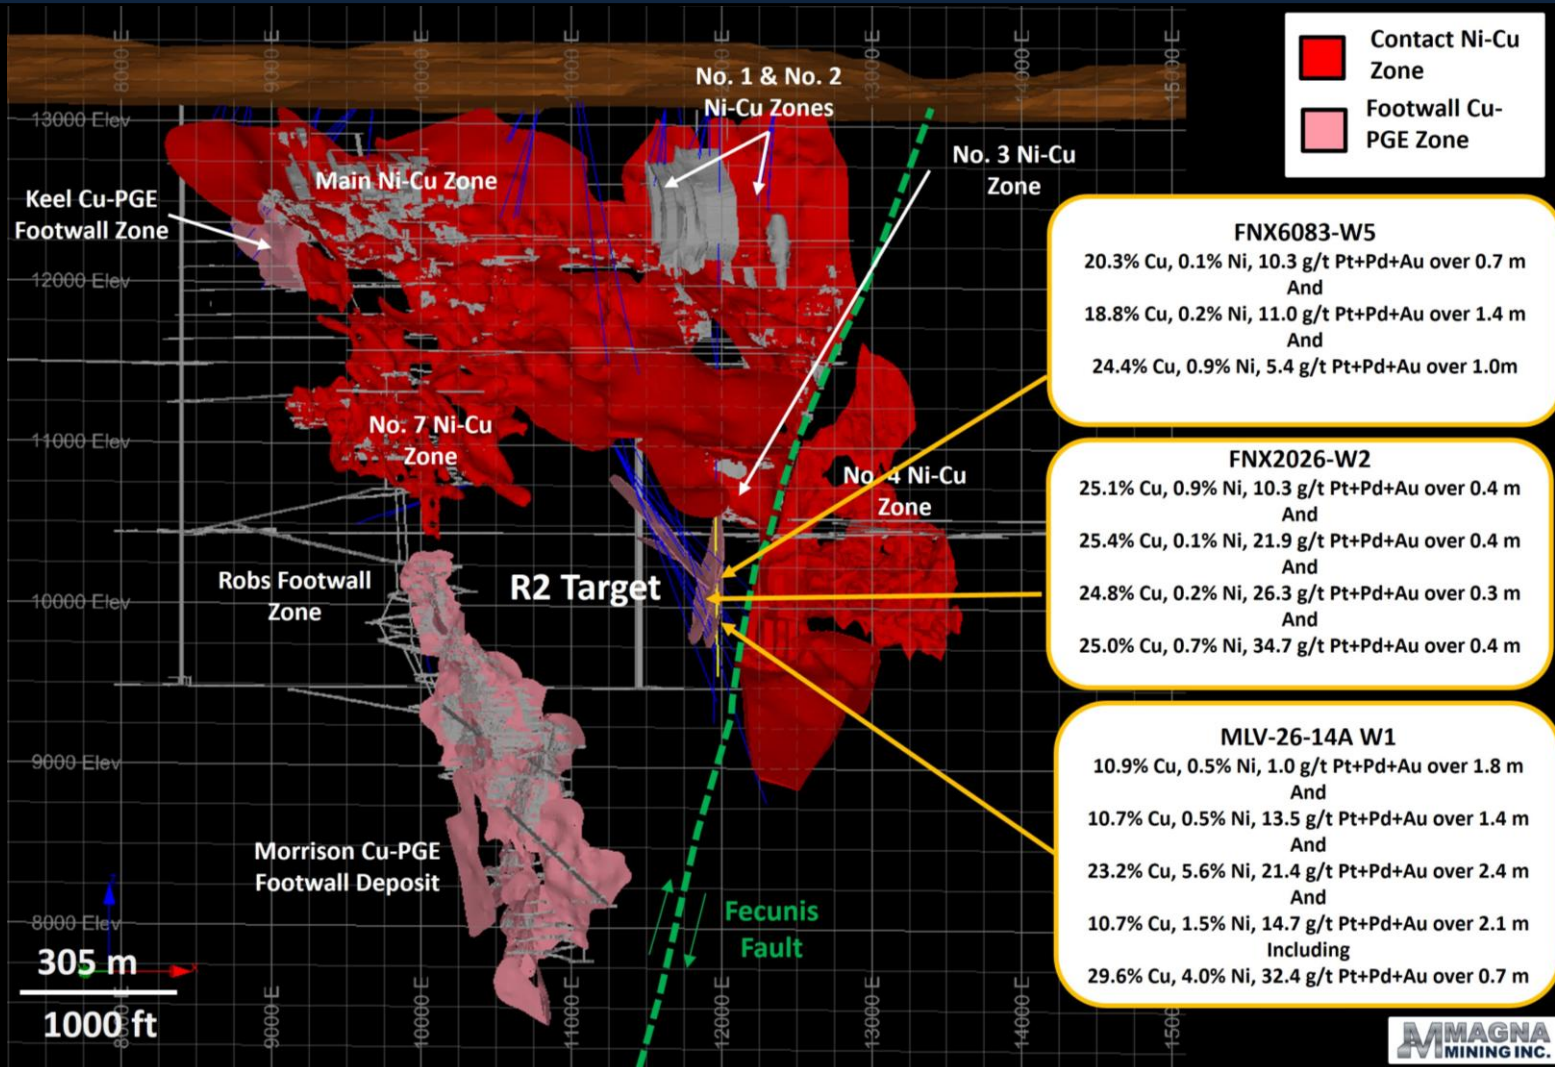 8000 E
9000 E
10000 E
11000 E
12000 E
13000 E
14000 E
15000 E
Contact Ni-Cu
Zone
Footwall Cu-
PGE Zone
No. 1 & No. 2
Ni-Cu Zones
13000 Elev
No. 3 Ni-Cu
Zone
Main Ni-Cu Zone
Keel Cu-PGE
Footwall Zone
12000 Elev
FNX6083-W5
20.3% Cu, 0.1% Ni, 10.3 g/t Pt+Pd+Au over 0.7 m
And
18.8% Cu, 0.2% Ni, 11.0 g/t Pt+Pd+Au over 1.4 m
And
24.4% Cu, 0.9% Ni, 5.4 g/t Pt+Pd+Au over 1.0m
11000 Elev
No. 7 Ni-Cu
Zone
No. 4 Ni-Cu
Zone
FNX2026-W2
25.1% Cu, 0.9% Ni, 10.3 g/t Pt+Pd+Au over 0.4 m
And
25.4% Cu, 0.1% Ni, 21.9 g/t Pt+Pd+Au over 0.4 m
And
24.8% Cu, 0.2% Ni, 26.3 g/t Pt+Pd+Au over 0.3 m
And
25.0% Cu, 0.7% Ni, 34.7 g/t Pt+Pd+Au over 0.4 m
Robs Footwall
Zone
R2 Target
10000 Elev
9000 Elev
MLV-26-14A W1
10.9% Cu, 0.5% Ni, 1.0 g/t Pt+Pd+Au over 1.8 m
And
10.7% Cu, 0.5% Ni, 13.5 g/t Pt+Pd+Au over 1.4 m
And
23.2% Cu, 5.6% Ni, 21.4 g/t Pt+Pd+Au over 2.4 m
And
10.7% Cu, 1.5% Ni, 14.7 g/t Pt+Pd+Au over 2.1 m
Including
29.6% Cu, 4.0% Ni, 32.4 g/t Pt+Pd+Au over 0.7 m
Morrison Cu-PGE
Footwall Deposit
Z
8000 Elev
Fecunis
Fault
305 m
X
1000 ft
8000 E
9000 E
10000 E
11000 E
12000 E
13000 E
14000 E
MAGNA
MINING INC.